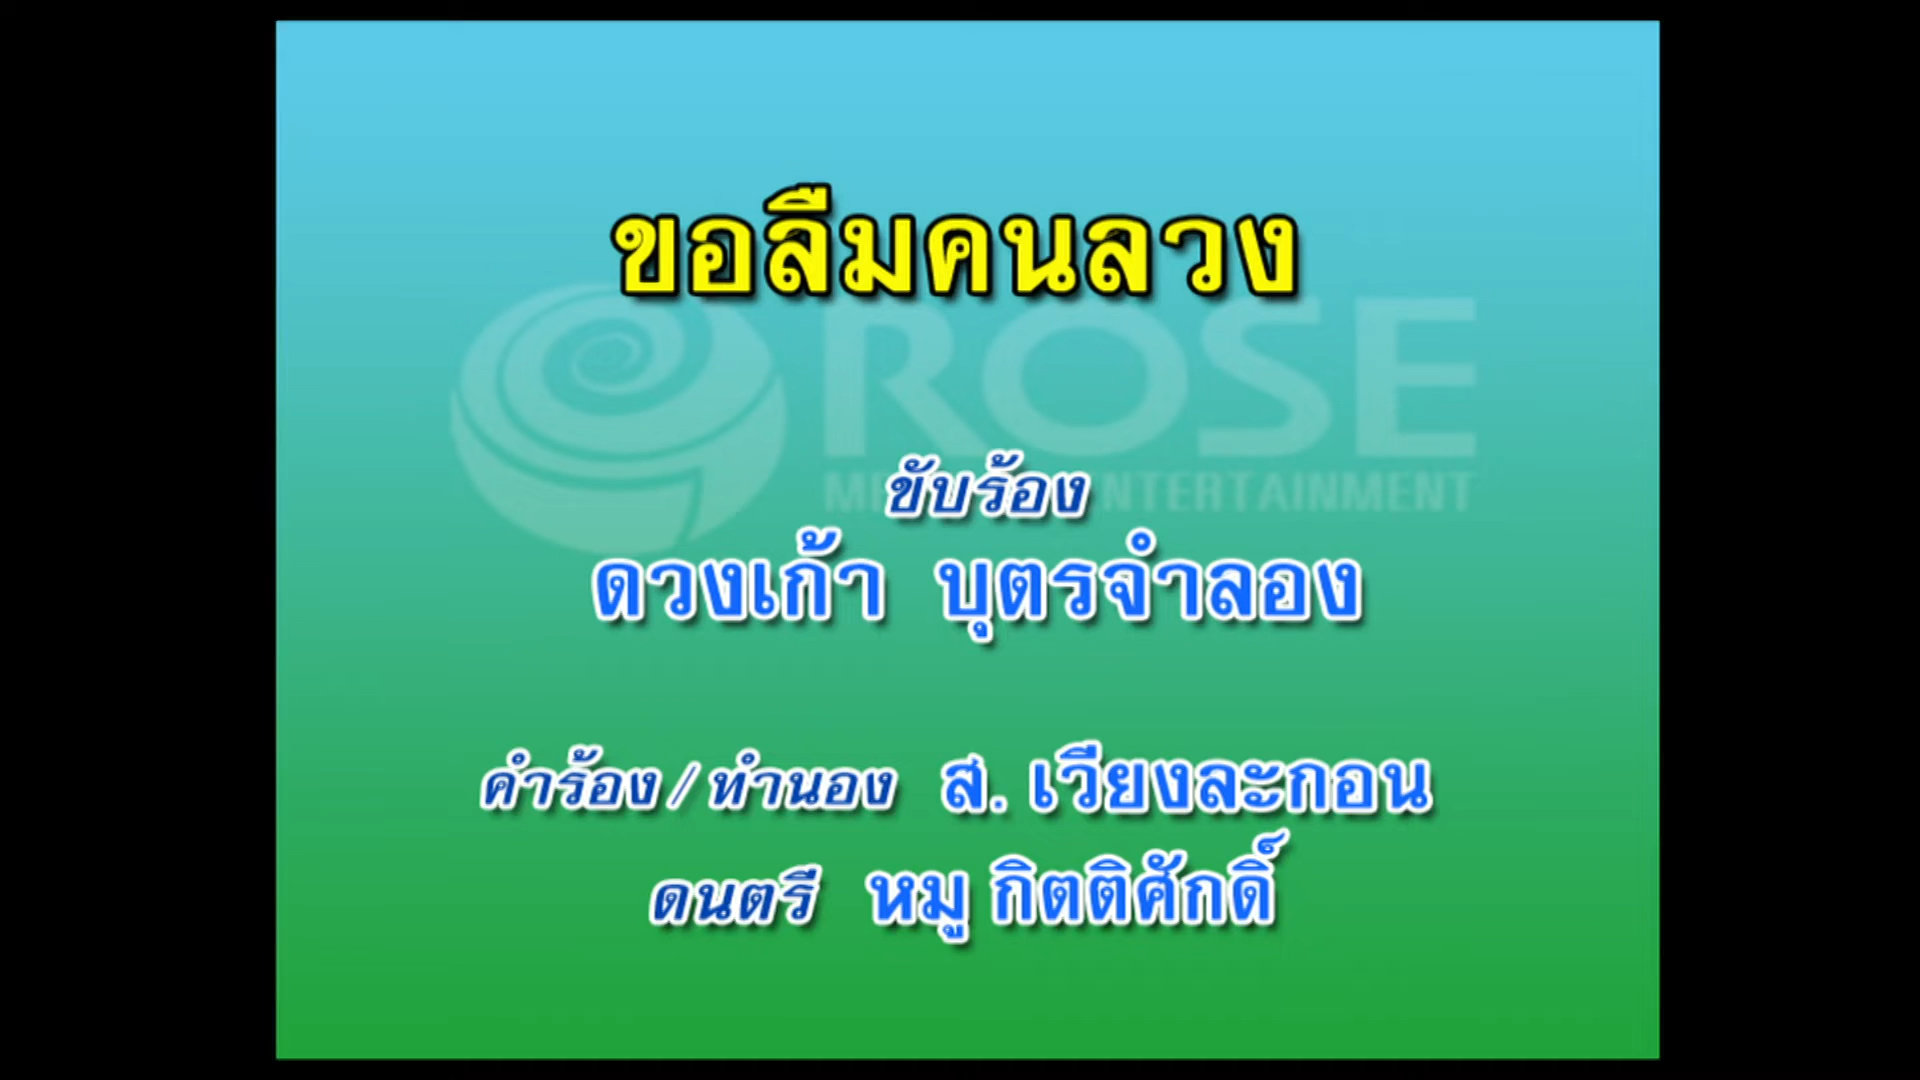 ขอลืมคนลวง
ROSE
ENTERTAINMENT
ขับร้อง
ดวงเก้า บุตรจำลอง
คำร้อง / ทำนอง ส. เวียงละกอน
ดนตรี หมู กิตติศักดิ์